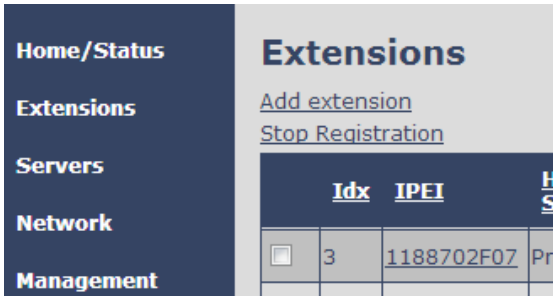 Home/Status
Extensions
Servers
Network
Management
Extensions
Add extension
Stop Registration
Idx IPEI
3 1188702F07